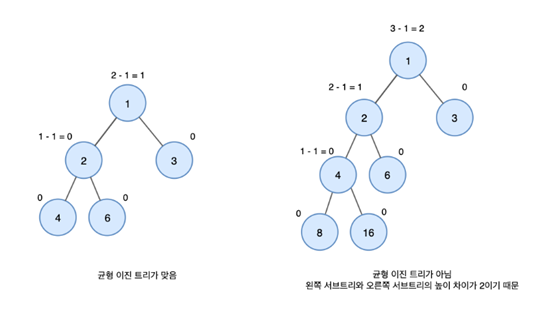 2 - 1 = 1
1
1 - 1 = 0
0
2
3
0
0
4
6
균형 이진 트리가 맞음
3 - 1 = 2
1
2 - 1 = 1
0
2
3
1 - 1 = 0
0
4
6
0
0
8
16
균형 이진 트리가 아님
왼쪽 서브트리와 오른쪽 서브트리의 높이 차이가 2이기 때문